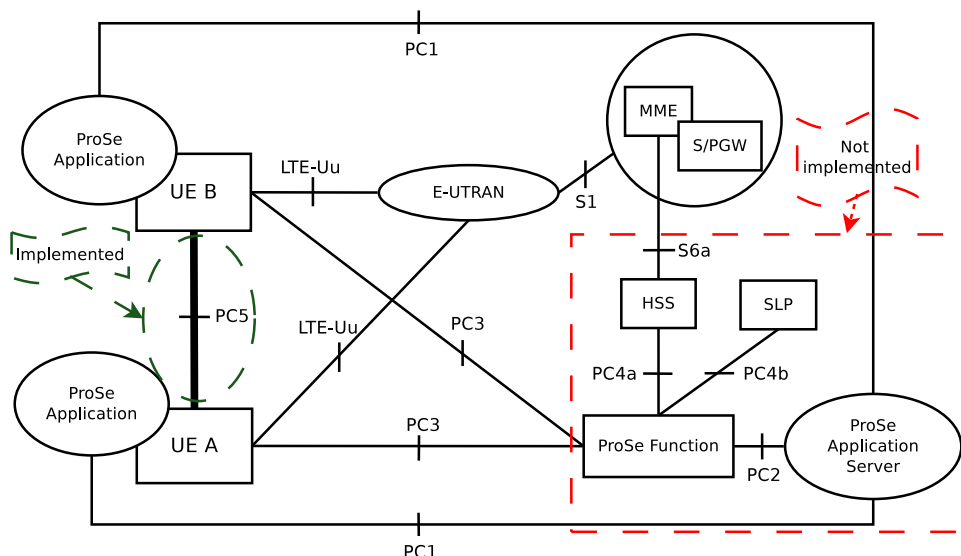 PC1
ProSe
Application
MME
S/PGW
Not
implemented
LTE-Uu
E-UTRAN
UE B
S1
Implemented
S6a
HSS
SLP
PC5
LTE-Uu
PC3
PC4a
PC4b
ProSe
Application
UE A
PC3
ProSe Function
PC2
ProSe
Application
Server
PC1